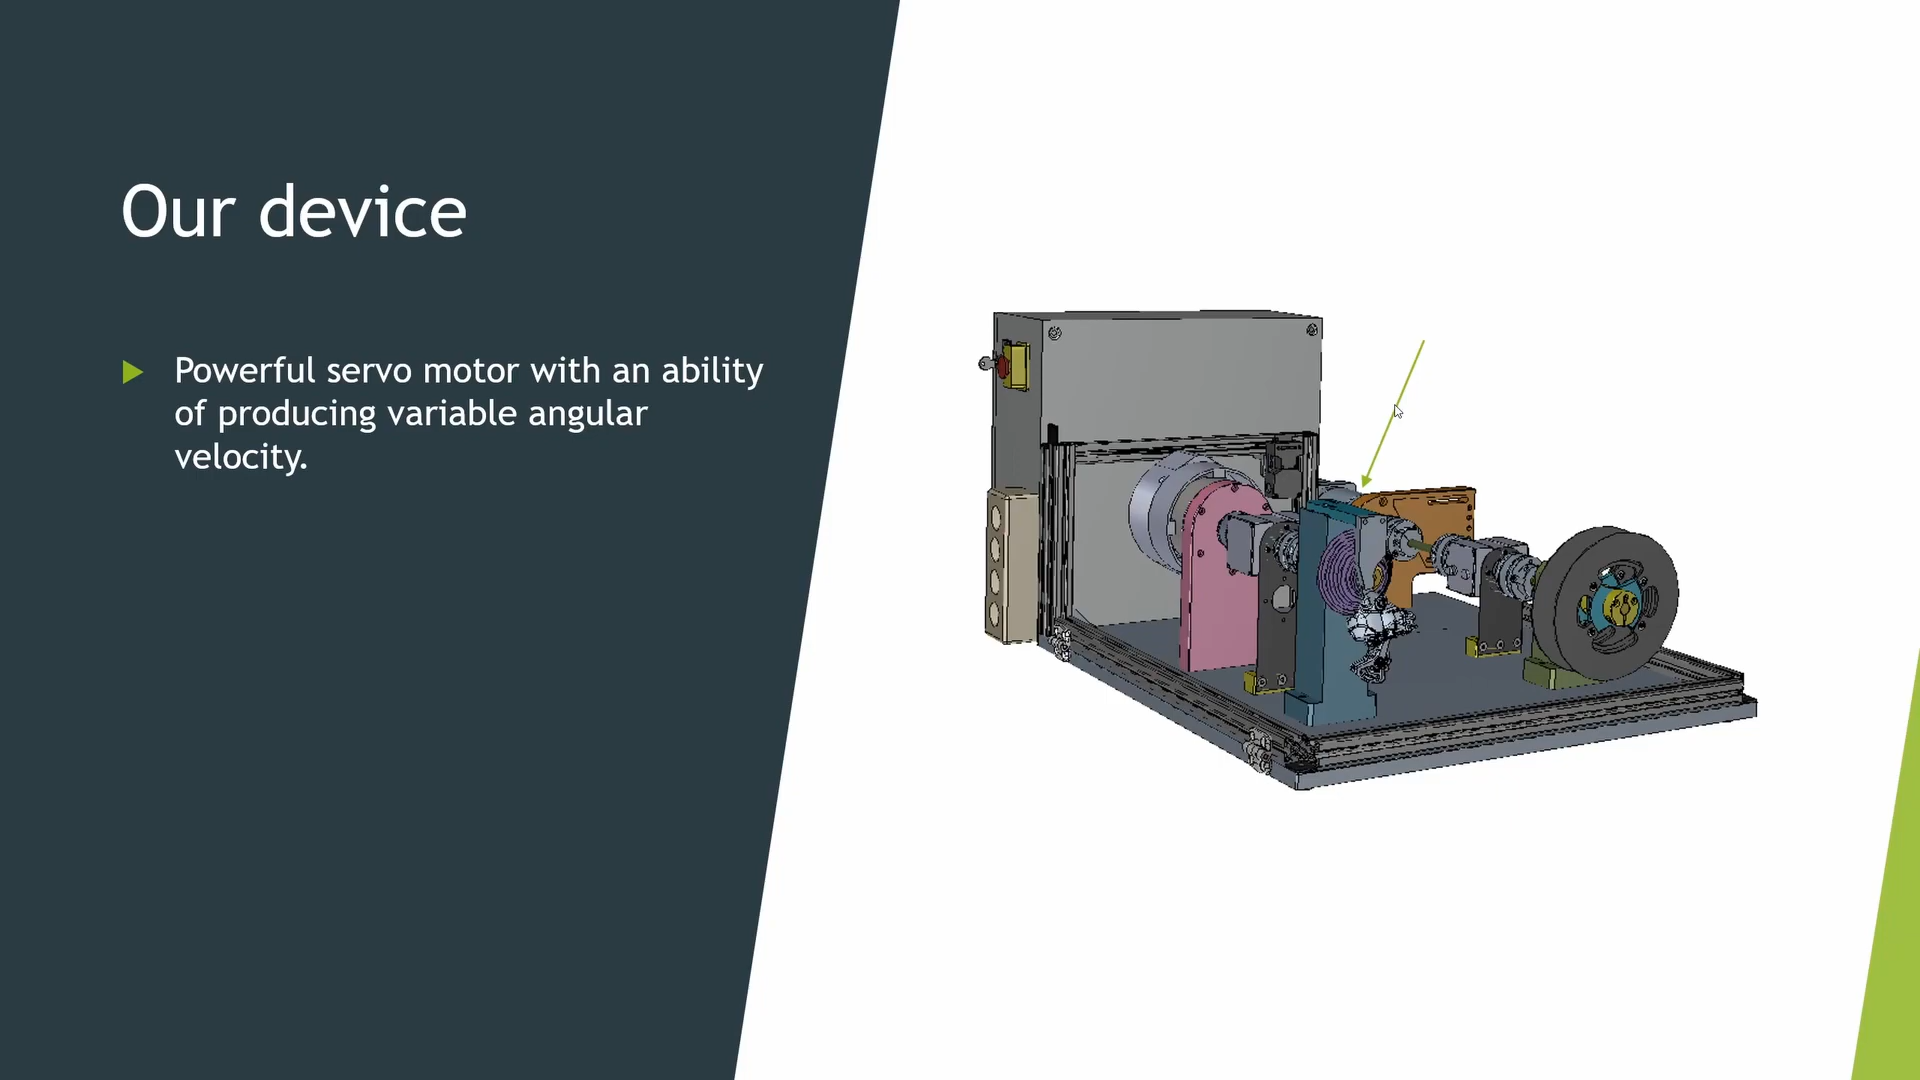 Our device
Powerful servo motor with an ability
of producing variable angular
velocity.